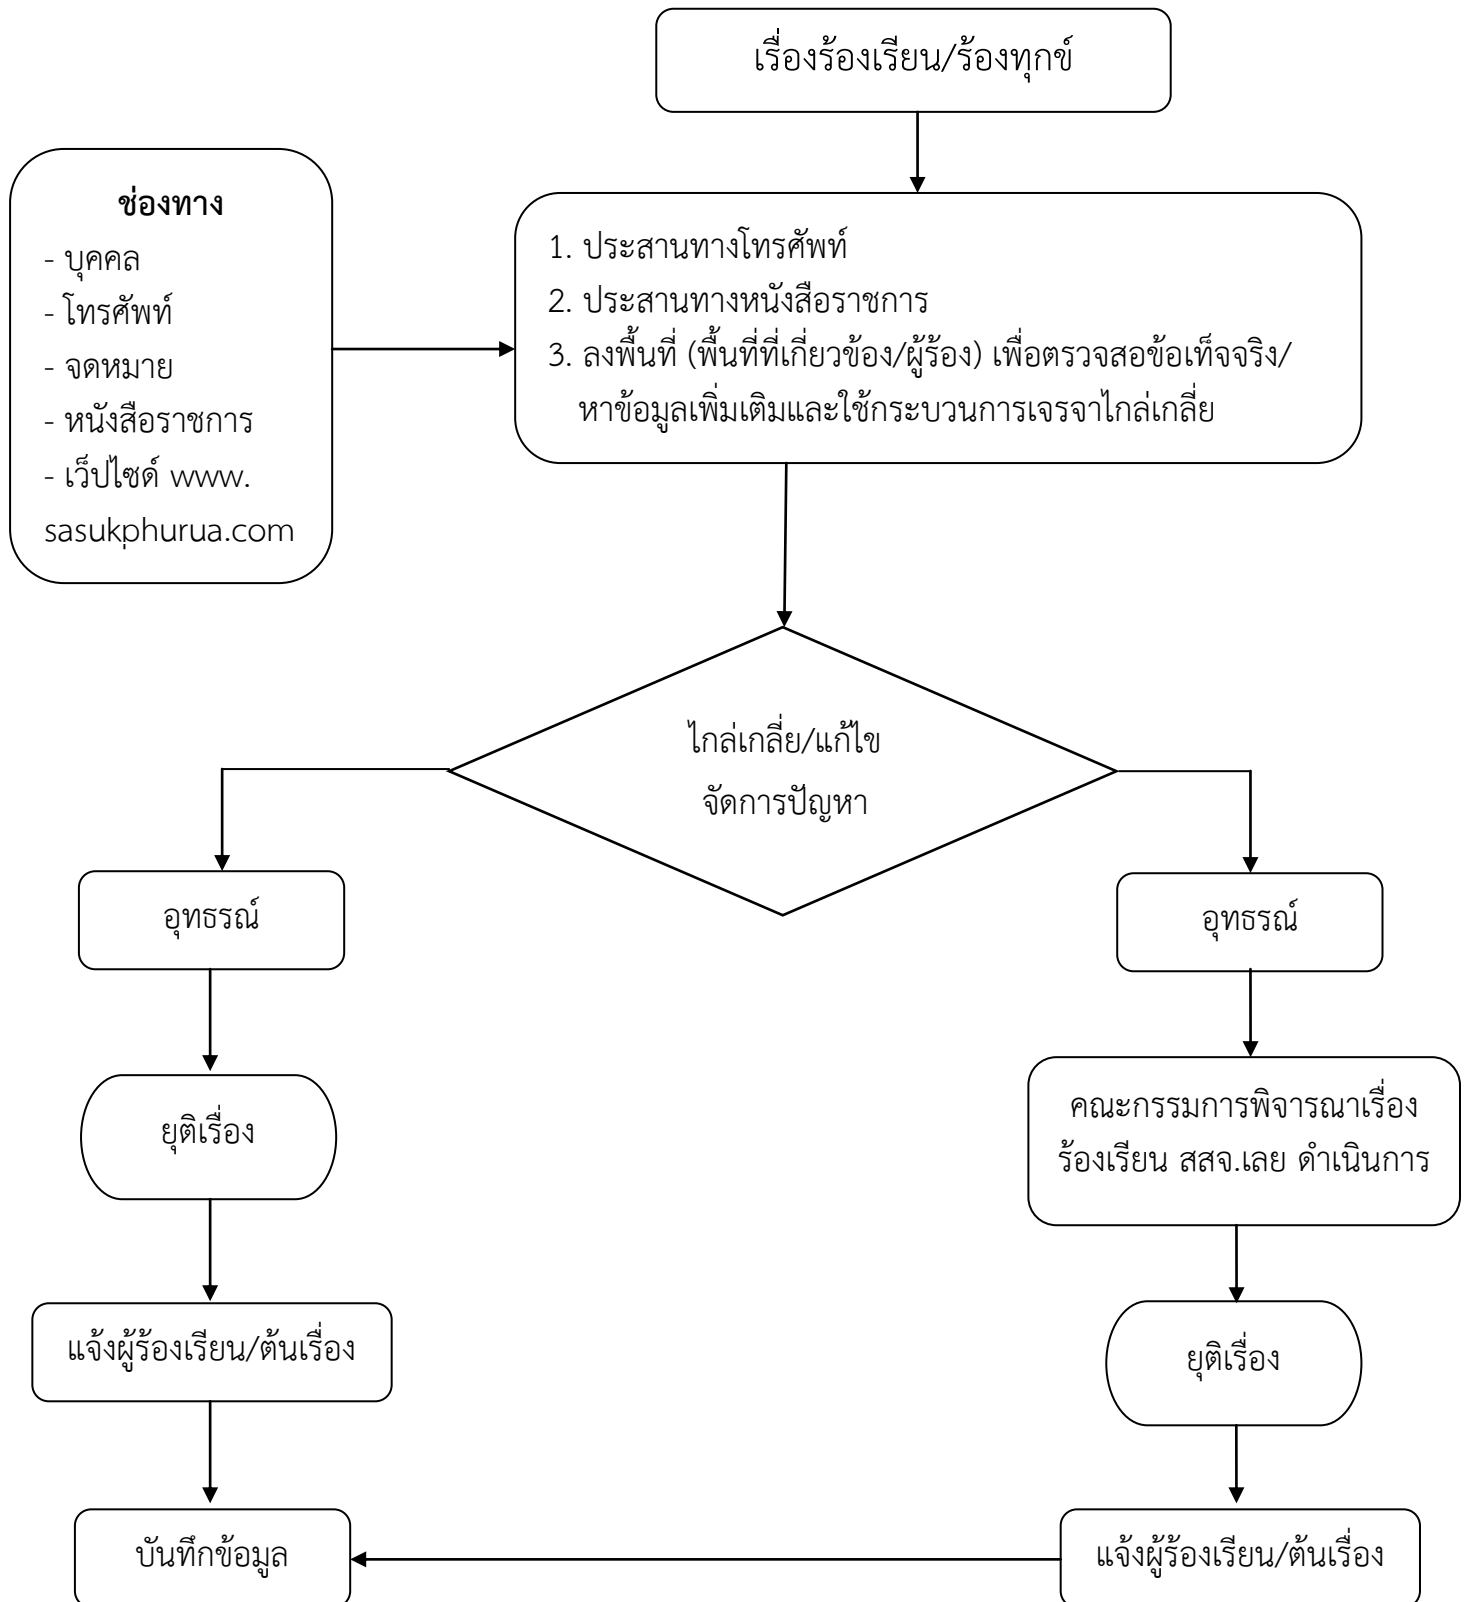 เรื่องร้องเรียน/ร้องทุกข์
ช่องทาง
- บุคคล
- โทรศัพท์
- จดหมาย
- หนังสือราชการ
- เว็ปไซด์ www.
sasukphurua.com
1. ประสานทางโทรศัพท์
2. ประสานทางหนังสือราชการ
3. ลงพื้นที่ (พื้นที่ที่เกี่ยวข้อง/ผู้ร้อง) เพื่อตรวจสอข้อเท็จจริง/
หาข้อมูลเพิ่มเติมและใช้กระบวนการเจรจาไกล่เกลี่ย
ไกล่เกลี่ย/แก้ไข
จัดการปัญหา
อุทธรณ์
ยุติเรื่อง
แจ้งผู้ร้องเรียน/ต้นเรื่อง
บันทึกข้อมูล
อุทธรณ์
คณะกรรมการพิจารณาเรื่อง
ร้องเรียน สสจ.เลย ดำเนินการ
ยุติเรื่อง
แจ้งผู้ร้องเรียน/ต้นเรื่อง